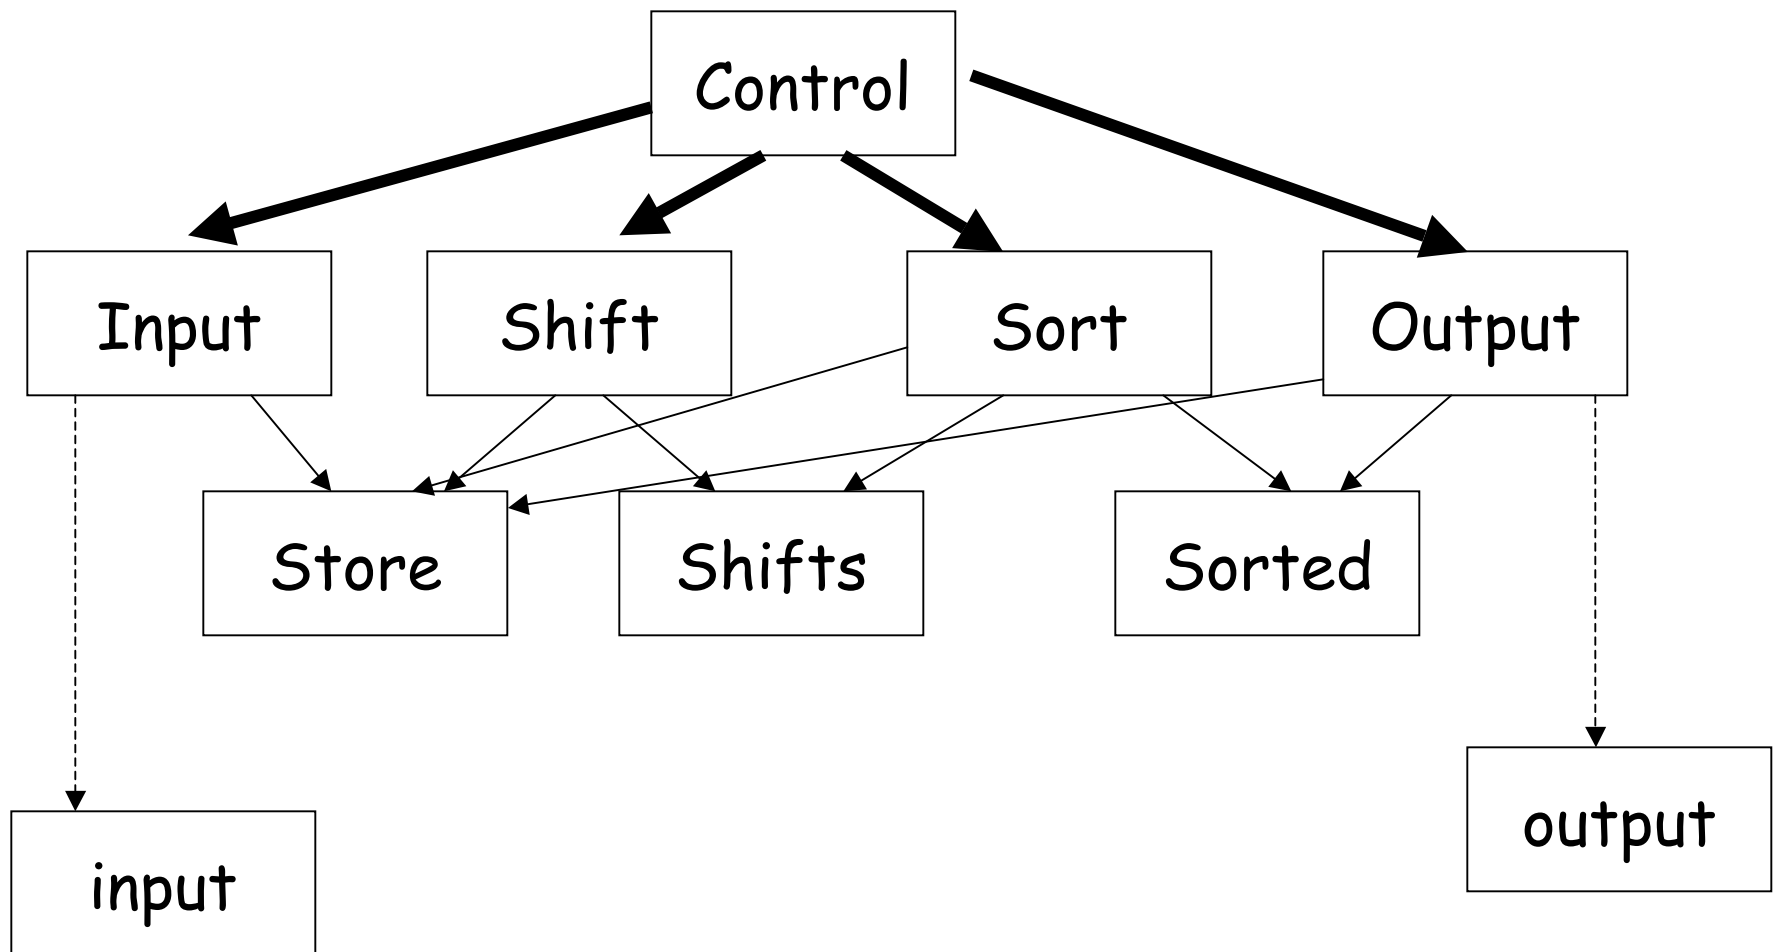 Control
Input
Shift
Sort
Output
Store
Shifts
Sorted
output
input